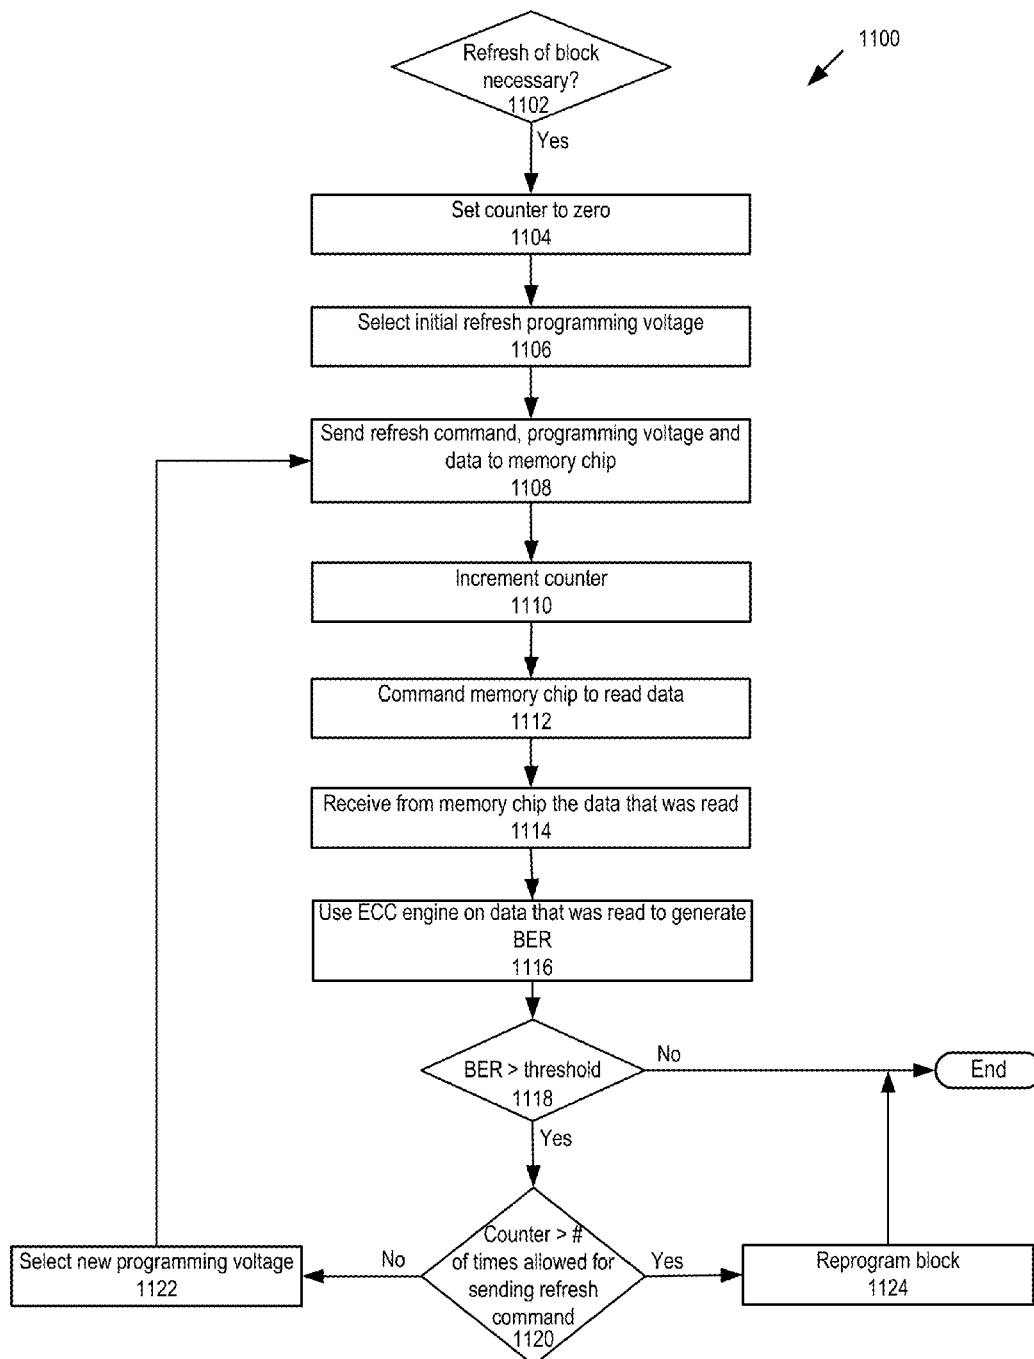 Refresh of block
necessary?
1102
1100
Yes
Set counter to zero
1104
Select initial refresh programming voltage
1106
Send refresh command, programming voltage and
data to memory chip
1108
Increment counter
1110
Command memory chip to read data
1112
Receive from memory chip the data that was read
1114
Use ECC engine on data that was read to generate
BER
1116
BER > threshold
1118
No
End
Yes
Counter > #
of times allowed for
sending refresh
command
1120
No
Select new programming voltage
1122
Yes
Reprogram block
1124